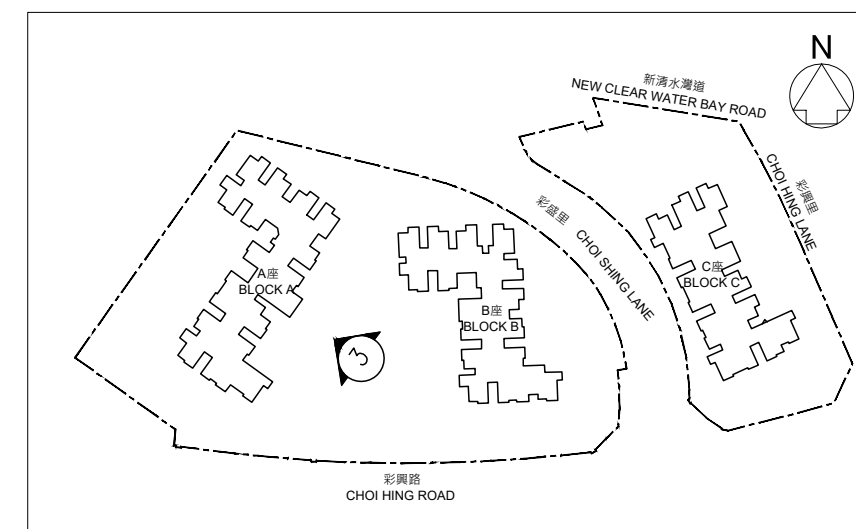 N
新清水灣道
NEW CLEAR WATER BAY ROAD
彩興里
CHOI HING LANE
彩盛里
CHOI SHING LANE
A座
BLOCK A
B座
BLOCK B
C座
BLOCK C
3
彩興路
CHOI HING ROAD